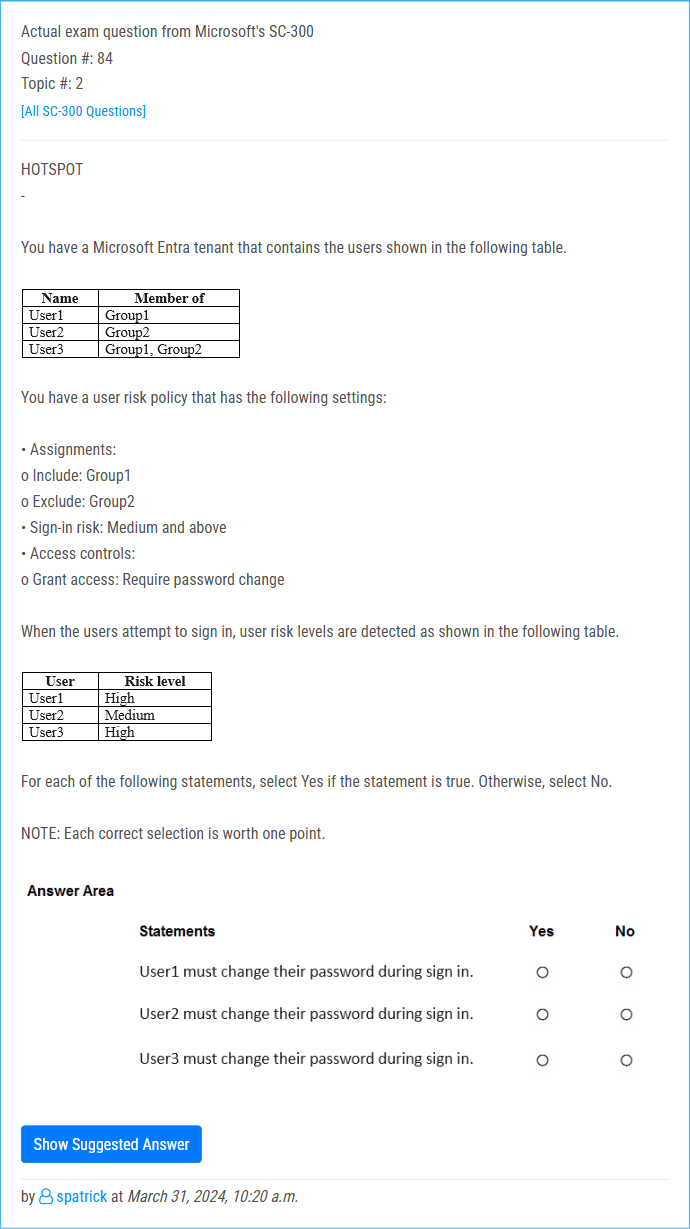 Actual exam question from Microsoft's SC-300
Question #: 84
Topic #: 2
[All SC-300 Questions]
HOTSPOT
-
You have a Microsoft Entra tenant that contains the users shown in the following table.
Name Member of
User1 Group1
User2 Group2
User3 Group1, Group2
You have a user risk policy that has the following settings:
• Assignments:
o Include: Group1
o Exclude: Group2
• Sign-in risk: Medium and above
• Access controls:
o Grant access: Require password change
When the users attempt to sign in, user risk levels are detected as shown in the following table.
User Risk level
User1 High
User2 Medium
User3 High
For each of the following statements, select Yes if the statement is true. Otherwise, select No.
NOTE: Each correct selection is worth one point.
Answer Area
Statements Yes No
User1 must change their password during sign in.
User2 must change their password during sign in.
User3 must change their password during sign in.
Show Suggested Answer
by spatrick at March 31, 2024, 10:20 a.m.